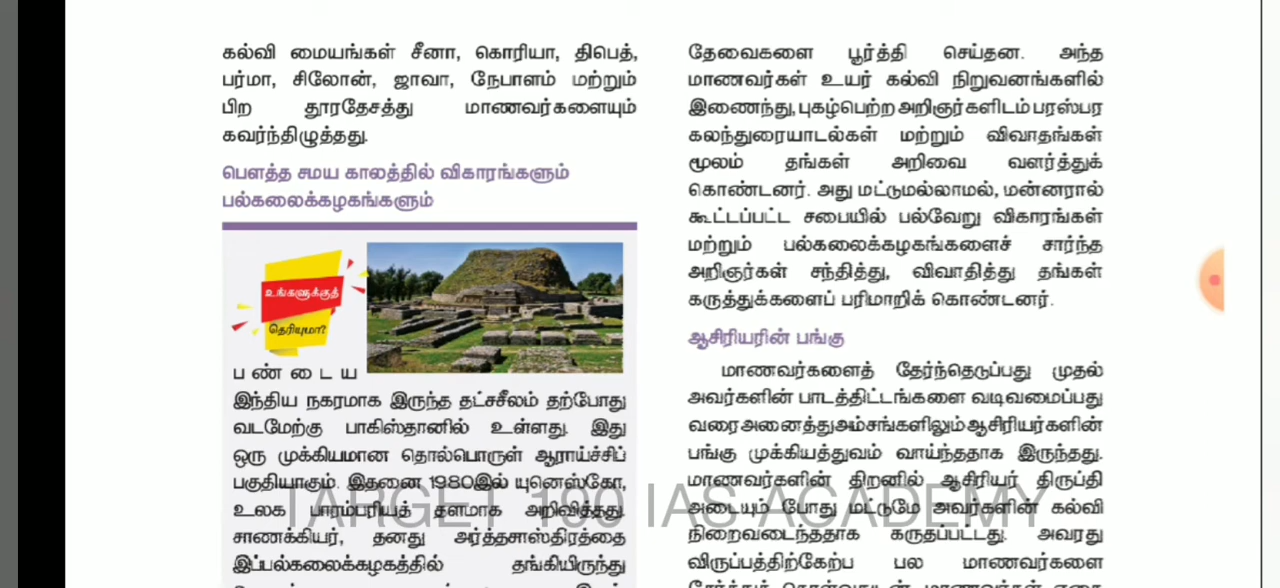 கல்வி மையங்கள் சீனா, கொரியா, திபெத்,
பர்மா, சிலோன், ஜாவா, நேபாளம் மற்றும்
பிற தூரதேசத்து மாணவர்களையும்
கவர்ந்திழுத்தது.
பௌத்த சமய காலத்தில் விகாரங்களும்
பல்கலைக்கழகங்களும்
உங்களுக்குத்
தெரியுமா?
பண்டைய
இந்திய நகரமாக இருந்த தட்சசீலம் தற்போது
வடமேற்கு பாகிஸ்தானில் உள்ளது. இது
ஒரு முக்கியமான தொல்பொருள் ஆராய்ச்சிப்
பகுதியாகும். இதனை 1980இல் யுனெஸ்கோ,
உலக பாரம்பரியத் தளமாக அறிவித்தது.
சாணக்கியர், தனது அர்த்தசாஸ்திரத்தை
இப்பல்கலைக்கழகத்தில் தங்கியிருந்து
தேவைகளை பூர்த்தி செய்தன. அந்த
மாணவர்கள் உயர் கல்வி நிறுவனங்களில்
இணைந்து, புகழ்பெற்ற அறிஞர்களிடம் பரஸ்பர
கலந்துரையாடல்கள் மற்றும் விவாதங்கள்
மூலம் தங்கள் அறிவை வளர்த்துக்
கொண்டனர். அது மட்டுமல்லாமல், மன்னரால்
கூட்டப்பட்ட சபையில் பல்வேறு விகாரங்கள்
மற்றும் பல்கலைக்கழகங்களைச் சார்ந்த
அறிஞர்கள் சந்தித்து, விவாதித்து தங்கள்
கருத்துக்களைப் பரிமாறிக் கொண்டனர்.
ஆசிரியரின் பங்கு
மாணவர்களைத் தேர்ந்தெடுப்பது முதல்
அவர்களின் பாடத்திட்டங்களை வடிவமைப்பது
வரை அனைத்து அம்சங்களிலும் ஆசிரியர்களின்
பங்கு முக்கியத்துவம் வாய்ந்ததாக இருந்தது.
மாணவர்களின் திறனில் ஆசிரியர் திருப்தி
அடையும் போது மட்டுமே அவர்களின் கல்வி
நிறைவடைந்ததாக கருதப்பட்டது. அவரது
விருப்பத்திற்கேற்ப பல மாணவர்களை
TARGET 190 IAS ACADEMY